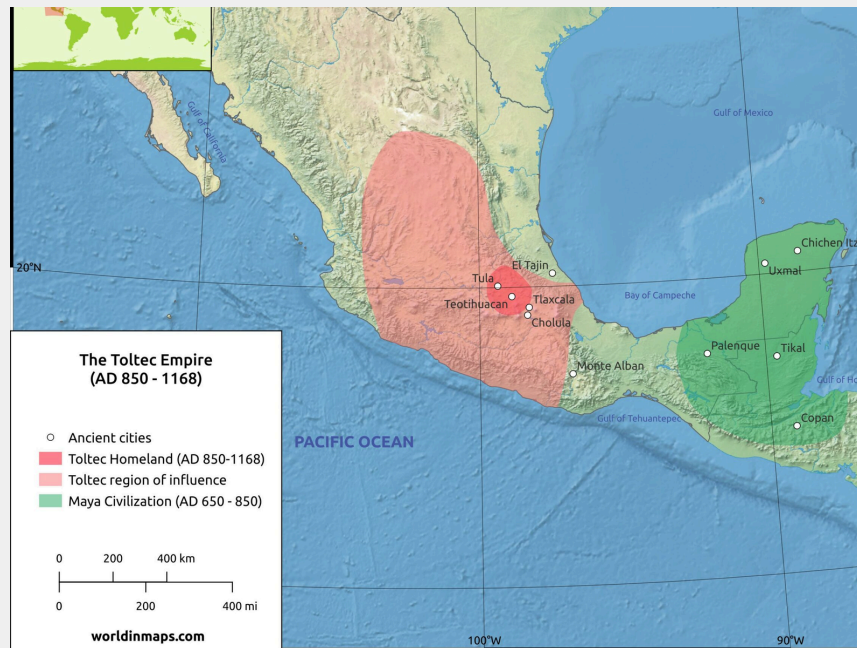 Gulf of California
Gulf of Mexico
20°N
El Tajin
Tula
Teotihuacan
Tlaxcala
Cholula
Monte Alban
Bay of Campeche
Chichen Itz
Uxmal
Palenque
Tikal
Gulf of Ho
Copan
Gulf of Tehuantepec
PACIFIC OCEAN
The Toltec Empire
(AD 850 - 1168)
Ancient cities
Toltec Homeland (AD 850-1168)
Toltec region of influence
Maya Civilization (AD 650 - 850)
0 200 400 km
0 200 400 mi
worldinmaps.com
100°W
90°W